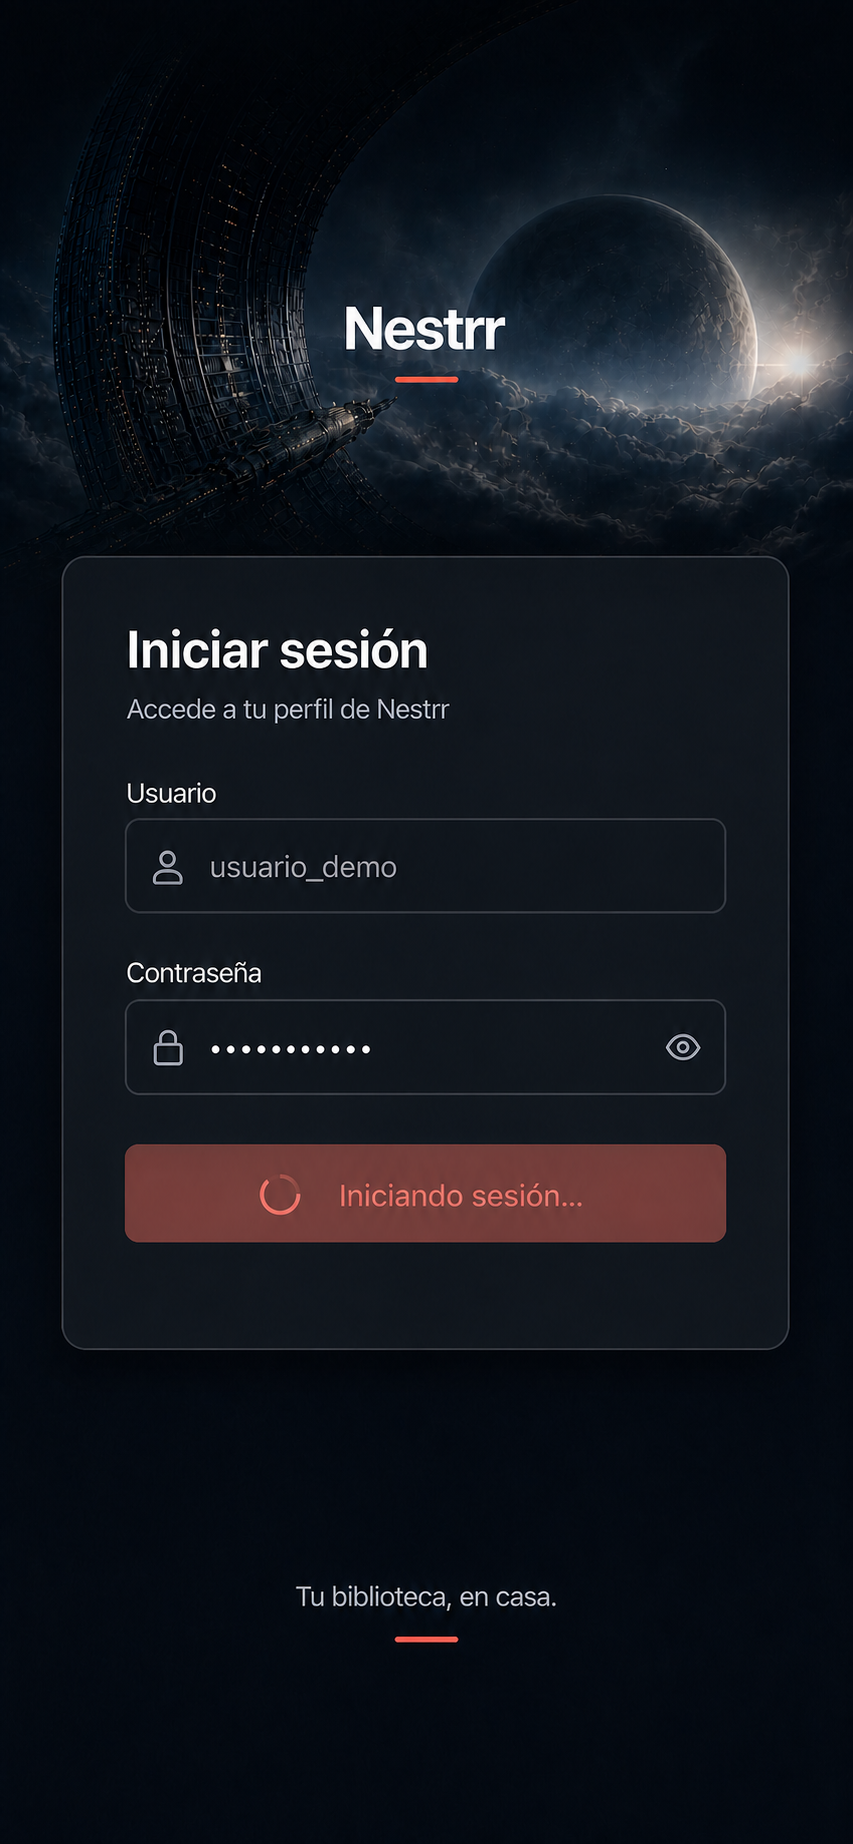 Nestrr
Iniciar sesión
Accede a tu perfil de Nestrr
Usuario
usuario_demo
Contraseña
•••••••••••
Iniciando sesión...
Tu biblioteca, en casa.